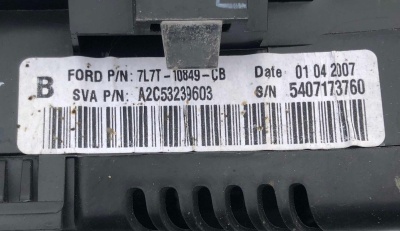 B FORD P/N: 7L7T-10849-CB Date 01 04 2007
SVA P/N: A2C53239603 S/N 5407173760